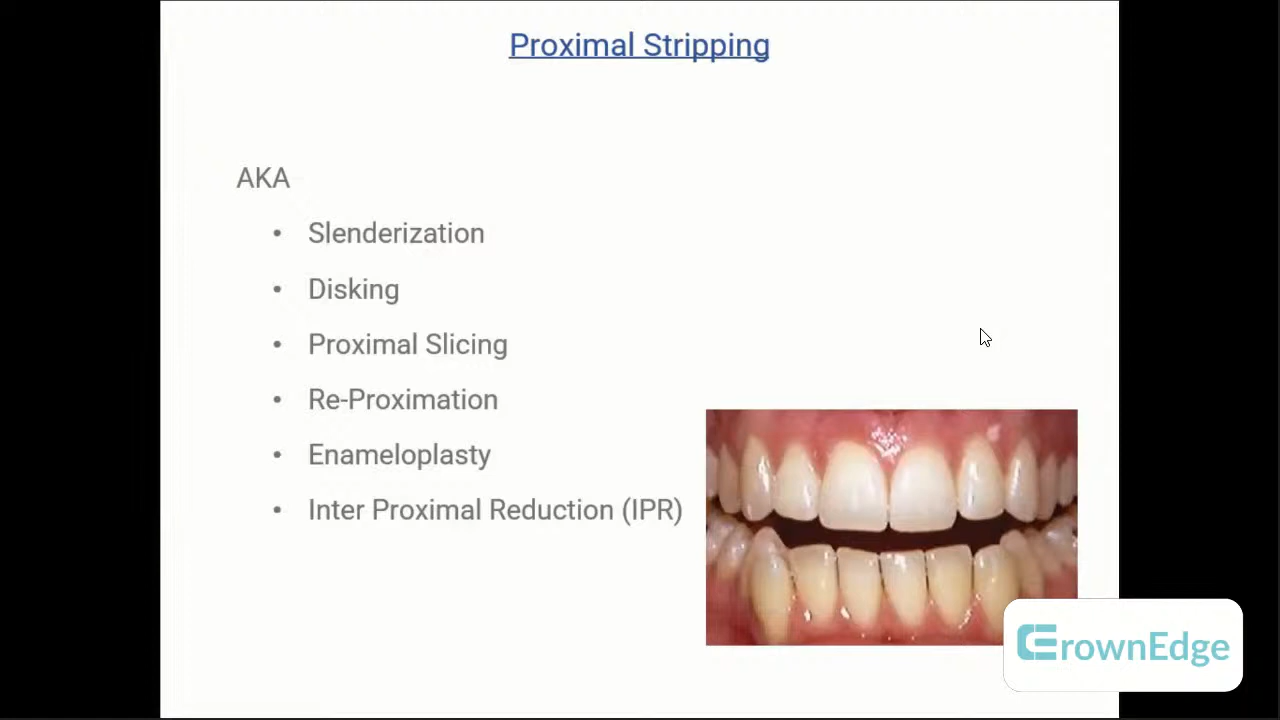 Proximal Stripping
AKA
• Slenderization
• Disking
• Proximal Slicing
• Re-Proximation
• Enameloplasty
• Inter Proximal Reduction (IPR)
CrownEdge